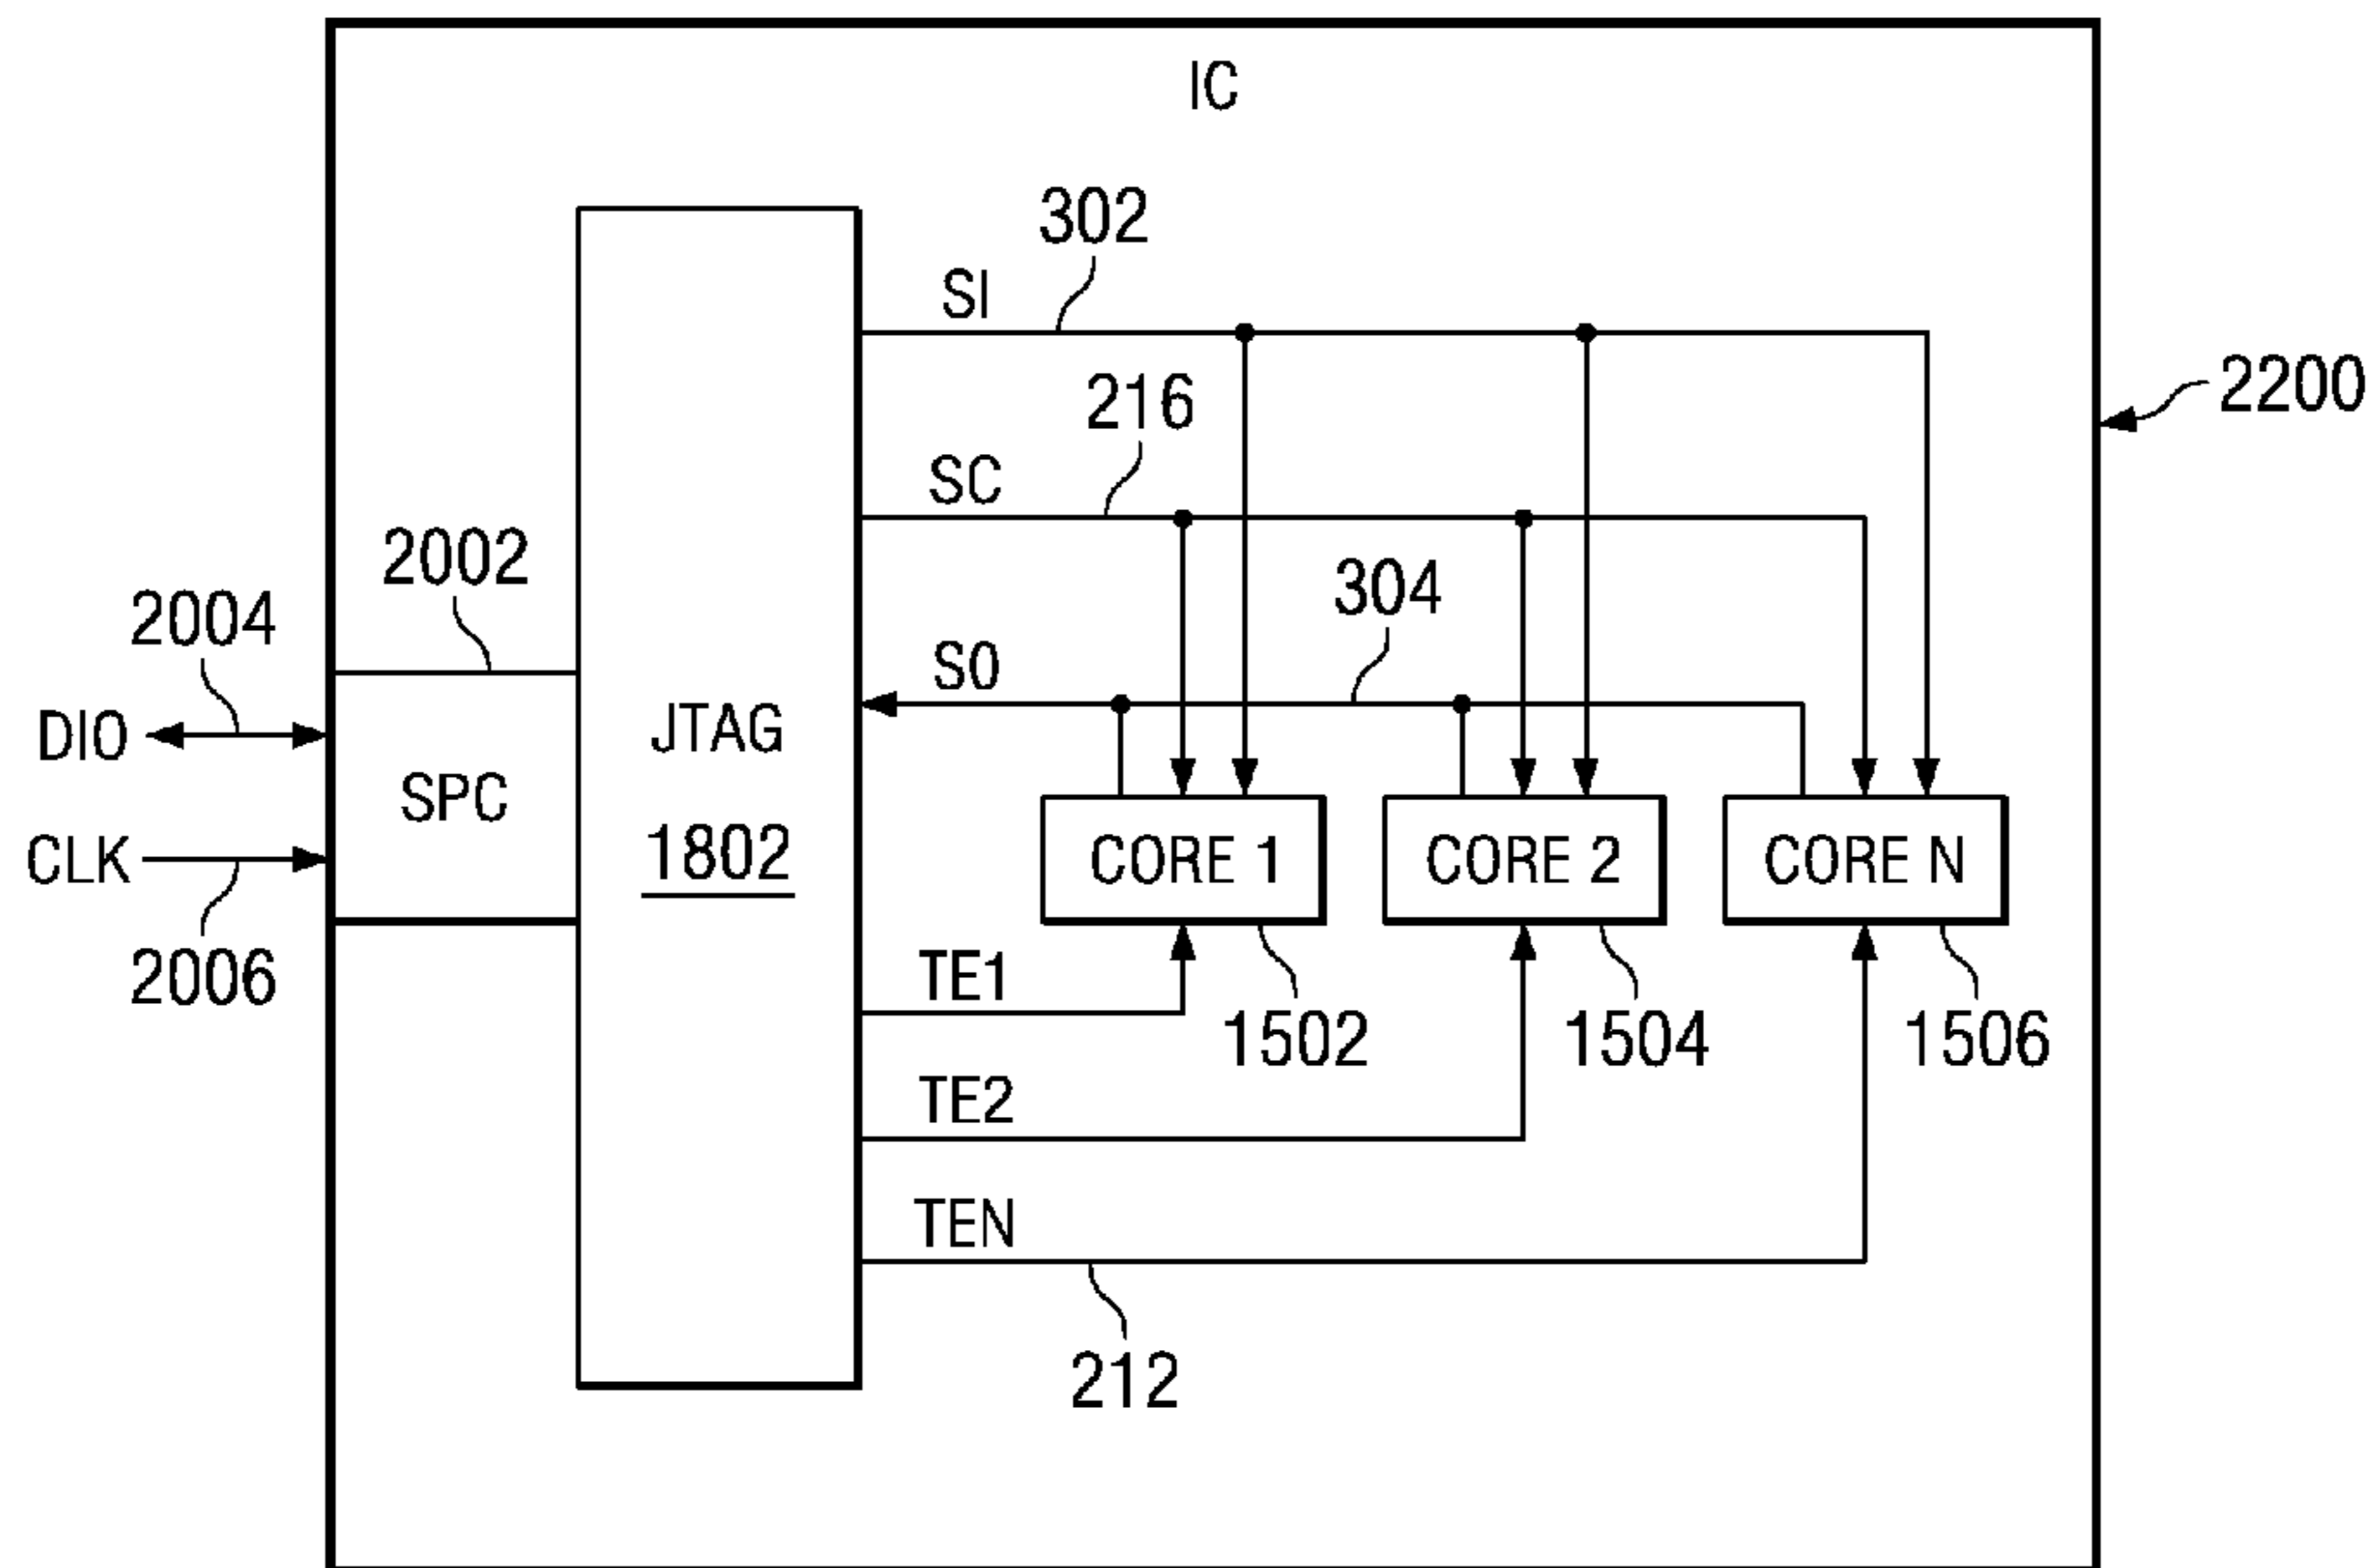 IC
302
SI
2200
216
SC
2002
304
2004
SO
DIO
JTAG
SPC
1802
CLK
CORE 1
CORE 2
CORE N
2006
TE1
1502
1504
1506
TE2
TEN
212